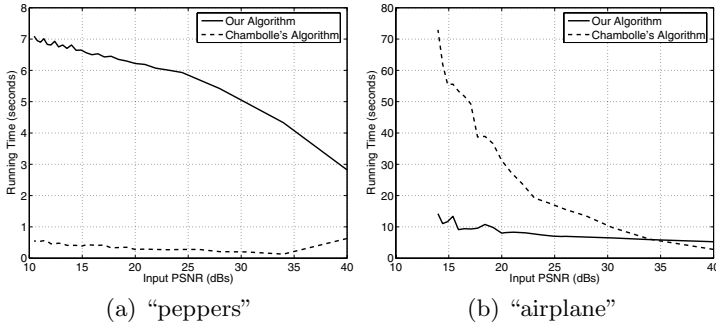 8
7
6
5
4
3
2
1
0
10 15 20 25 30 35 40
Running Time (seconds)
Input PSNR (dBs)
Our Algorithm
Chambolle's Algorithm
(a) “peppers”
80
70
60
50
40
30
20
10
0
10 15 20 25 30 35 40
Running Time (seconds)
Input PSNR (dBs)
Our Algorithm
Chambolle's Algorithm
(b) “airplane”